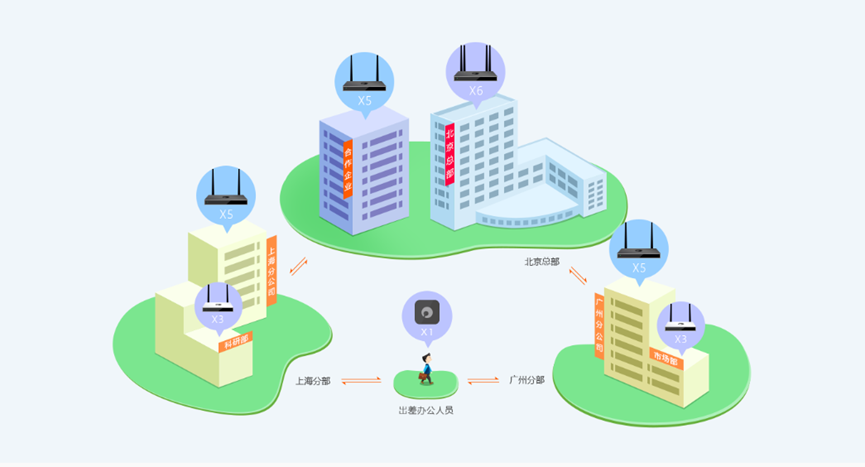 X5
X6
合作企业
北京总部
X5
上海分公司
X3
科研部
北京总部
X5
广州分公司
X3
市场部
X1
上海分部
广州分部
出差办公人员